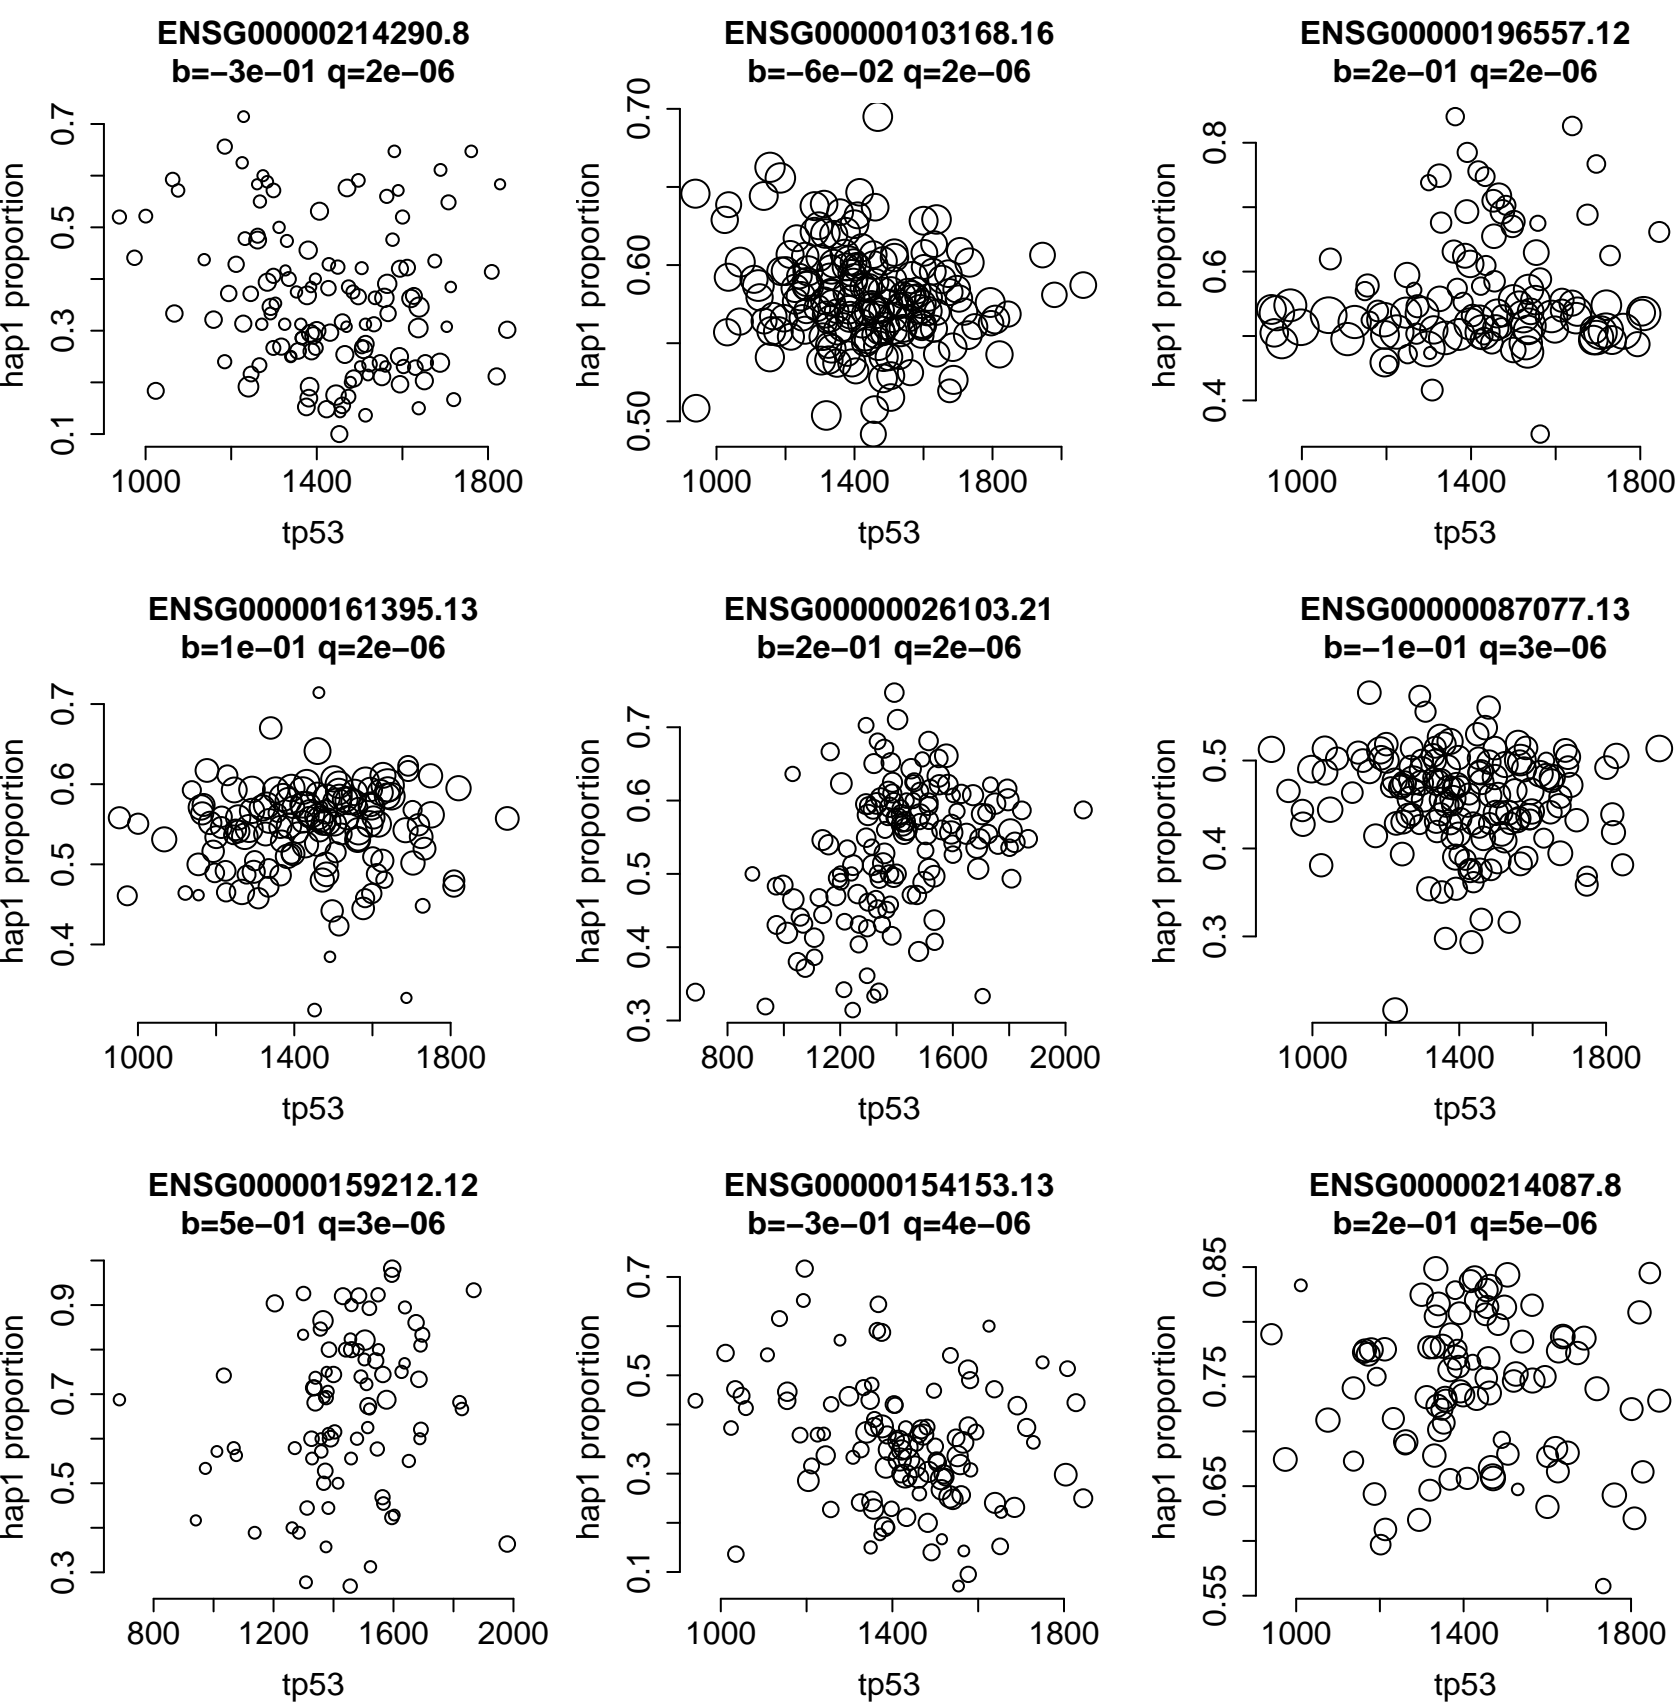 ENSG00000214290.8
b=−3e−01 q=2e−06
hap1 proportion
0.7
0.5
0.3
0.1
1000 1400 1800
tp53
ENSG00000103168.16
b=−6e−02 q=2e−06
hap1 proportion
0.70
0.60
0.50
1000 1400 1800
tp53
ENSG00000196557.12
b=2e−01 q=2e−06
hap1 proportion
0.8
0.6
0.4
1000 1400 1800
tp53
ENSG00000161395.13
b=1e−01 q=2e−06
hap1 proportion
0.7
0.6
0.5
0.4
1000 1400 1800
tp53
ENSG00000026103.21
b=2e−01 q=2e−06
hap1 proportion
0.7
0.6
0.5
0.4
0.3
800 1200 1600 2000
tp53
ENSG00000087077.13
b=−1e−01 q=3e−06
hap1 proportion
0.5
0.4
0.3
1000 1400 1800
tp53
ENSG00000159212.12
b=5e−01 q=3e−06
hap1 proportion
0.9
0.7
0.5
0.3
800 1200 1600 2000
tp53
ENSG00000154153.13
b=−3e−01 q=4e−06
hap1 proportion
0.7
0.5
0.3
0.1
1000 1400 1800
tp53
ENSG00000214087.8
b=2e−01 q=5e−06
hap1 proportion
0.85
0.75
0.65
0.55
1000 1400 1800
tp53